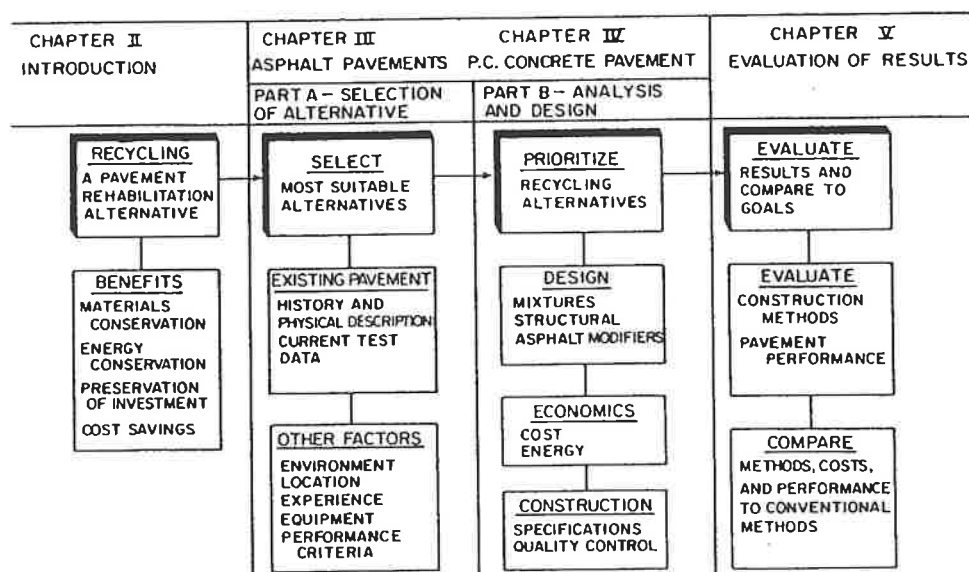 CHAPTER II
INTRODUCTION
CHAPTER III
ASPHALT PAVEMENTS
CHAPTER IV
P.C. CONCRETE PAVEMENT
CHAPTER V
EVALUATION OF RESULTS
PART A – SELECTION
OF ALTERNATIVE
PART B – ANALYSIS
AND DESIGN
RECYCLING
A PAVEMENT
REHABILITATION
ALTERNATIVE
BENEFITS
MATERIALS
CONSERVATION
ENERGY
CONSERVATION
PRESERVATION
OF INVESTMENT
COST SAVINGS
SELECT
MOST SUITABLE
ALTERNATIVES
EXISTING PAVEMENT
HISTORY AND
PHYSICAL DESCRIPTION
CURRENT TEST
DATA
OTHER FACTORS
ENVIRONMENT
LOCATION
EXPERIENCE
EQUIPMENT
PERFORMANCE
CRITERIA
PRIORITIZE
RECYCLING
ALTERNATIVES
DESIGN
MIXTURES
STRUCTURAL
ASPHALT MODIFIERS
ECONOMICS
COST
ENERGY
CONSTRUCTION
SPECIFICATIONS
QUALITY CONTROL
EVALUATE
RESULTS AND
COMPARE TO
GOALS
EVALUATE
CONSTRUCTION
METHODS
PAVEMENT
PERFORMANCE
COMPARE
METHODS, COSTS,
AND PERFORMANCE
TO CONVENTIONAL
METHODS